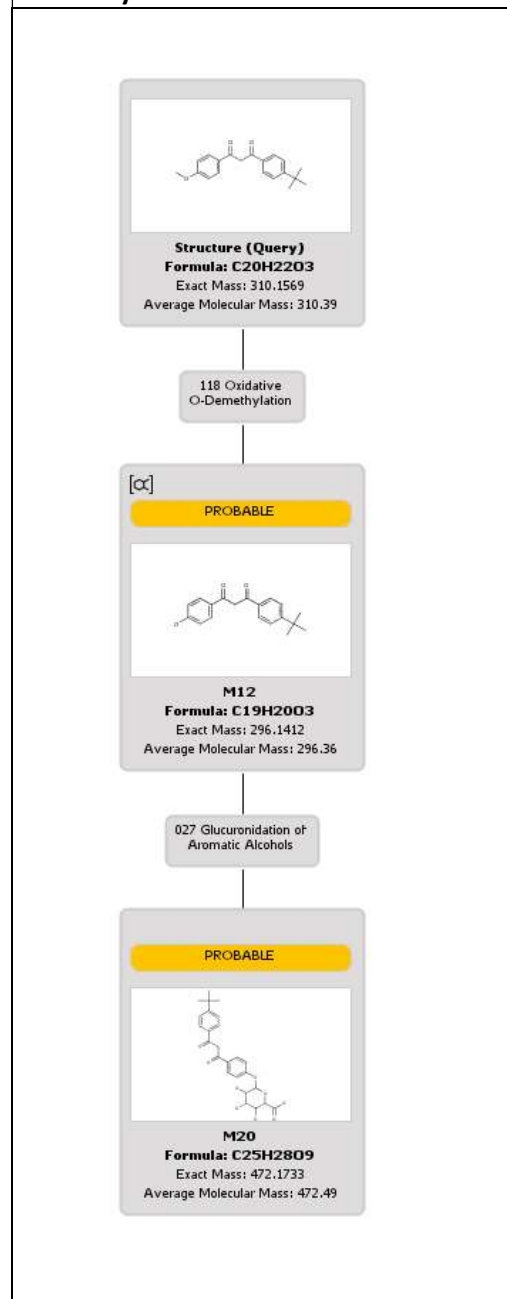 Structure (Query)
Formula: C20H22O3
Exact Mass: 310.1569
Average Molecular Mass: 310.39
118 Oxidative
O-Demethylation
[α]
PROBABLE
M12
Formula: C19H20O3
Exact Mass: 296.1412
Average Molecular Mass: 296.36
027 Glucuronidation of
Aromatic Alcohols
PROBABLE
M20
Formula: C25H28O9
Exact Mass: 472.1733
Average Molecular Mass: 472.49